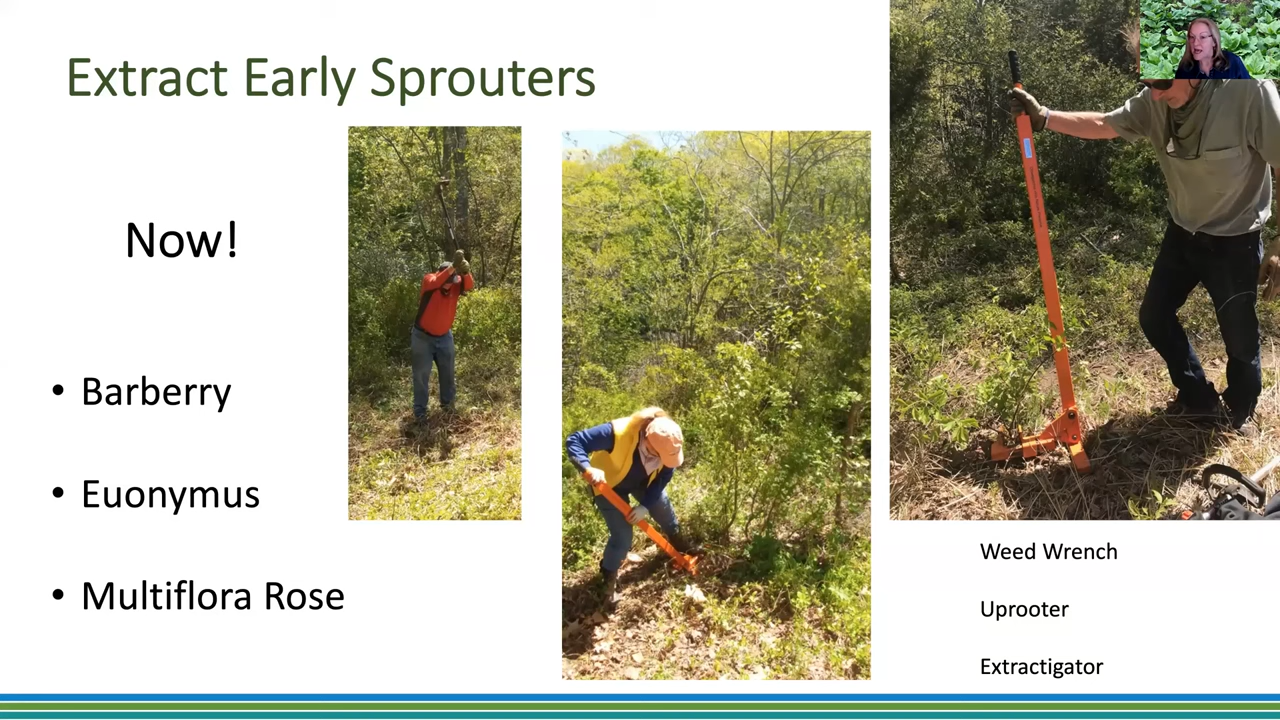 Extract Early Sprouters
Now!
• Barberry
• Euonymus
• Multiflora Rose
Weed Wrench
Uprooter
Extractigator